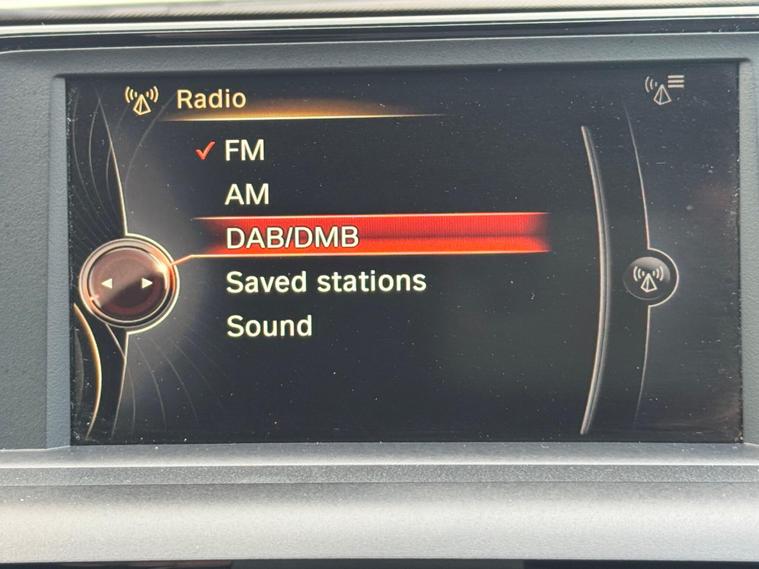 Radio
FM
AM
DAB/DMB
Saved stations
Sound